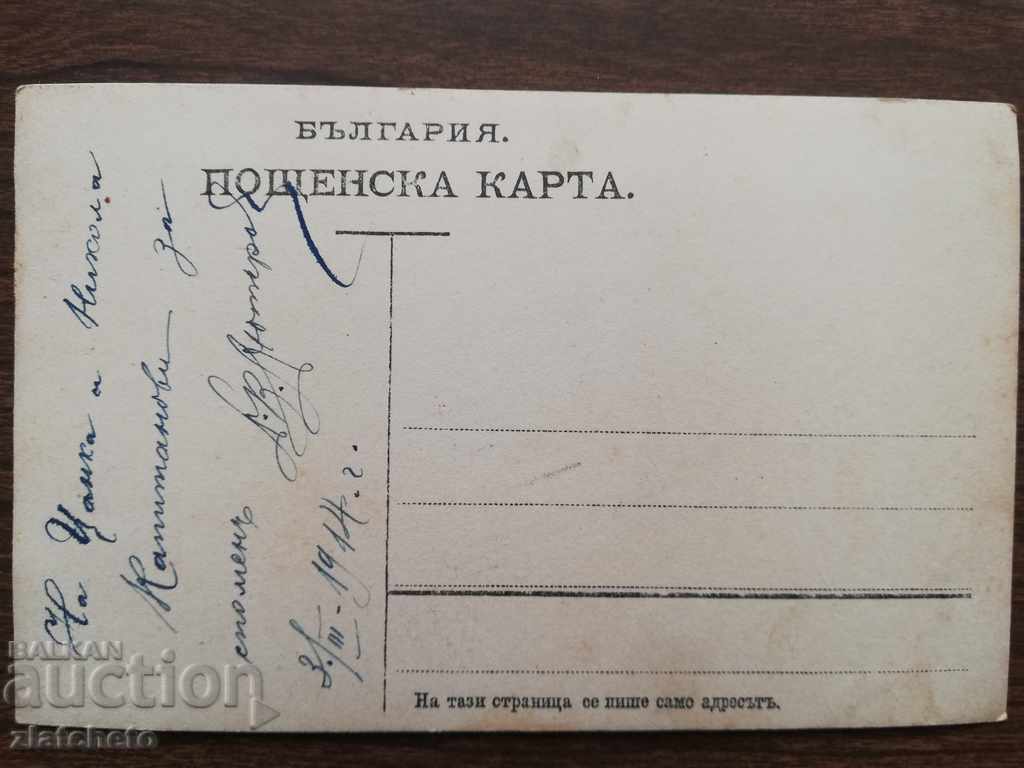 БЪЛГАРИЯ.
ПОЩЕНСКА КАРТА.
На Цанка и Никола
Капитанови за
споменъ
3/III - 1914 г.
На тази страница се пише само адресътъ.
BALKAN
auction
zlatcheto